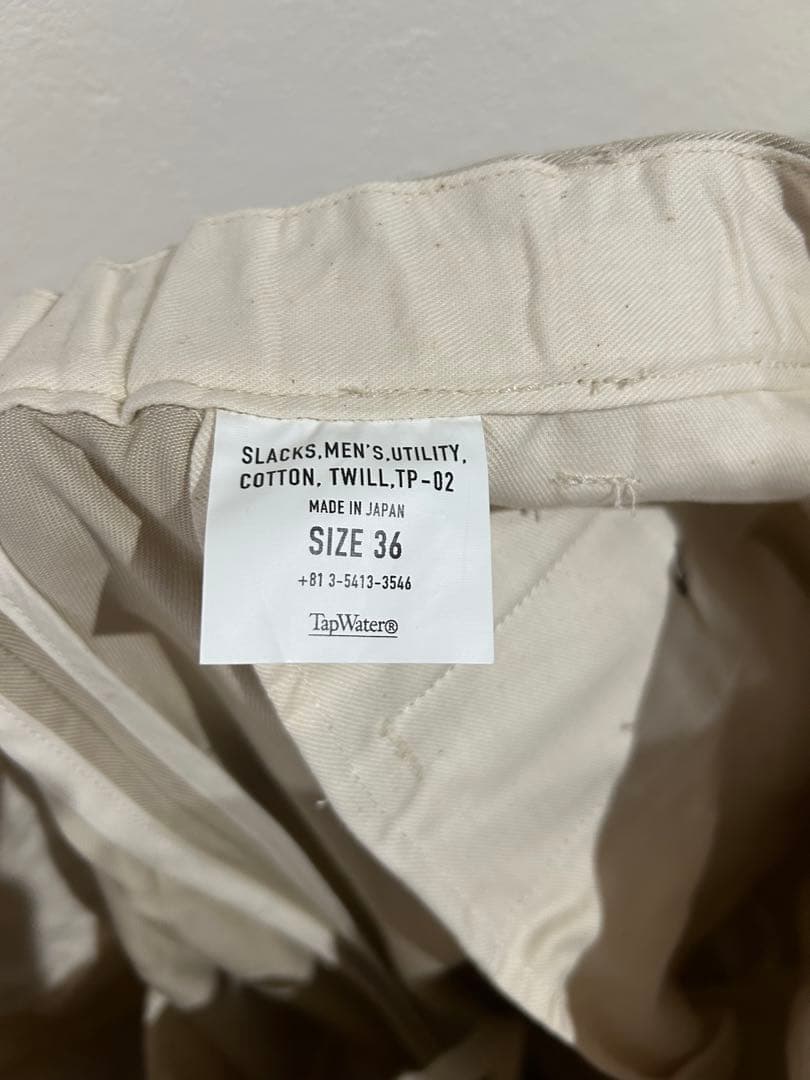 SLACKS,MEN'S,UTILITY,
COTTON, TWILL,TP-02
MADE IN JAPAN
SIZE 36
+81 3-5413-3546
TapWater®